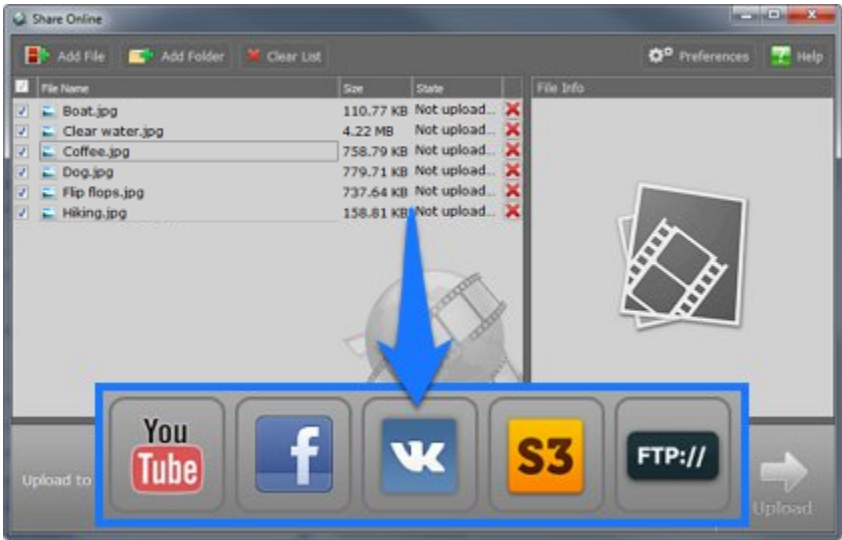 Share Online
Add File Add Folder Clear List Preferences Help
File Name Size State File Info
Boat.jpg 110.77 KB Not upload...
Clear water.jpg 4.22 MB Not upload...
Coffee.jpg 758.79 KB Not upload...
Dog.jpg 779.71 KB Not upload...
Flip flops.jpg 737.64 KB Not upload...
Hiking.jpg 158.81 KB Not upload...
You
Tube f VK S3 FTP://
Upload to
Upload